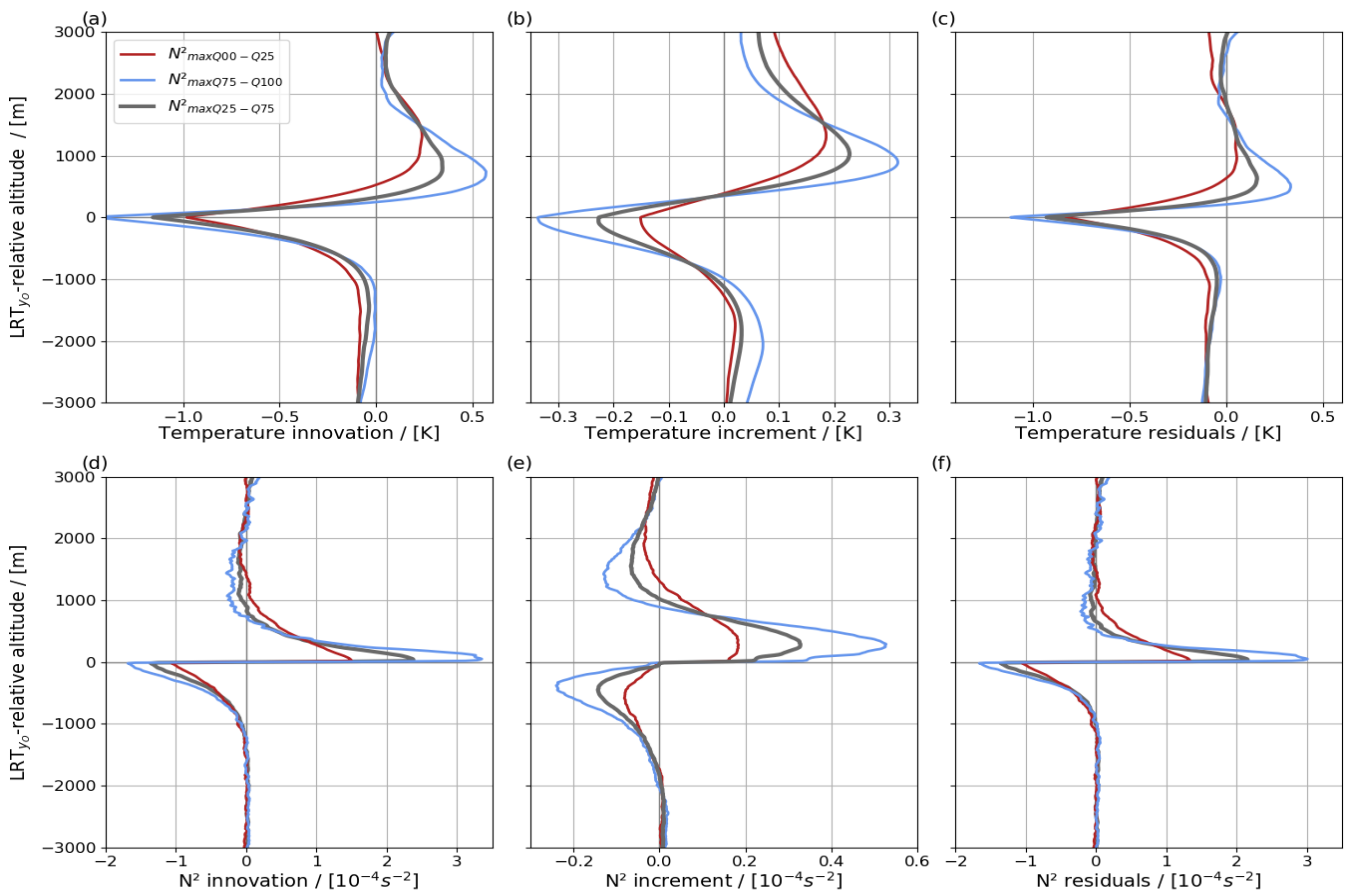 (a)
(b)
(c)
N²maxQ00−Q25
N²maxQ75−Q100
N²maxQ25−Q75
3000
2000
1000
0
−1000
−2000
−3000
LRTyo-relative altitude / [m]
−1.0 −0.5 0.0 0.5
−0.3 −0.2 −0.1 0.0 0.1 0.2 0.3
−1.0 −0.5 0.0 0.5
Temperature innovation / [K]
Temperature increment / [K]
Temperature residuals / [K]
(d)
(e)
(f)
3000
2000
1000
0
−1000
−2000
−3000
LRTyo-relative altitude / [m]
−2 −1 0 1 2 3
−0.2 0.0 0.2 0.4 0.6
−2 −1 0 1 2 3
N² innovation / [10⁻⁴s⁻²]
N² increment / [10⁻⁴s⁻²]
N² residuals / [10⁻⁴s⁻²]